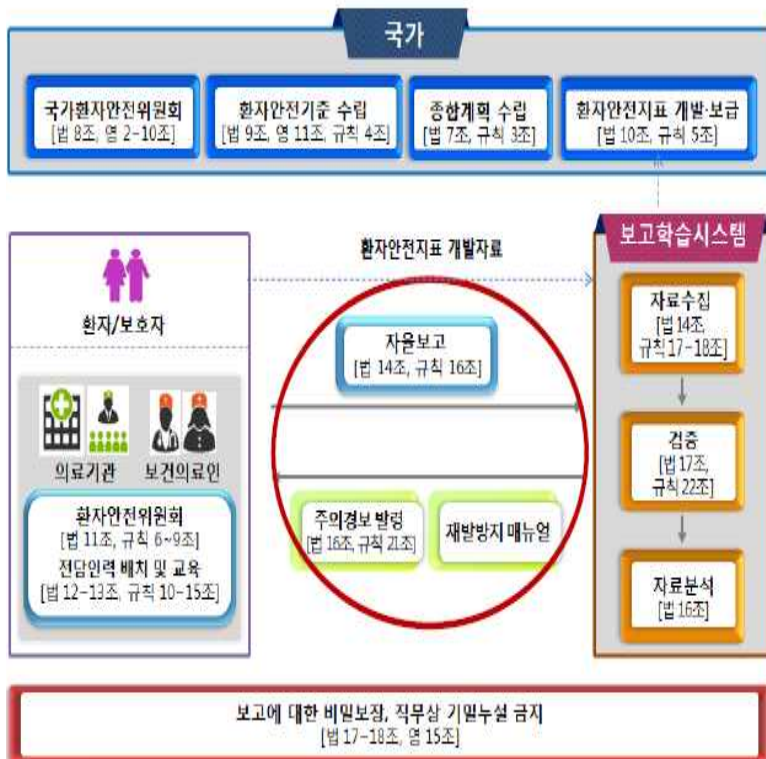 국가
국가환자안전위원회
[법 8조, 영 2-10조]
환자안전기준 수립
[법 9조, 영 11조, 규칙 4조]
종합계획 수립
[법 7조, 규칙 3조]
환자안전지표 개발·보급
[법 10조, 규칙 5조]
환자/보호자
의료기관
보건의료인
환자안전위원회
[법 11조, 규칙 6~9조]
전담인력 배치 및 교육
[법 12-13조, 규칙 10-15조]
환자안전지표 개발자료
자율보고
[법 14조, 규칙 16조]
주의경보 발령
[법 16조, 규칙 21조]
재발방지 매뉴얼
보고학습시스템
자료수집
[법 14조,
규칙 17-18조]
검증
[법 17조,
규칙 22조]
자료분석
[법 16조]
보고에 대한 비밀보장, 직무상 기밀누설 금지
[법 17-18조, 영 15조]